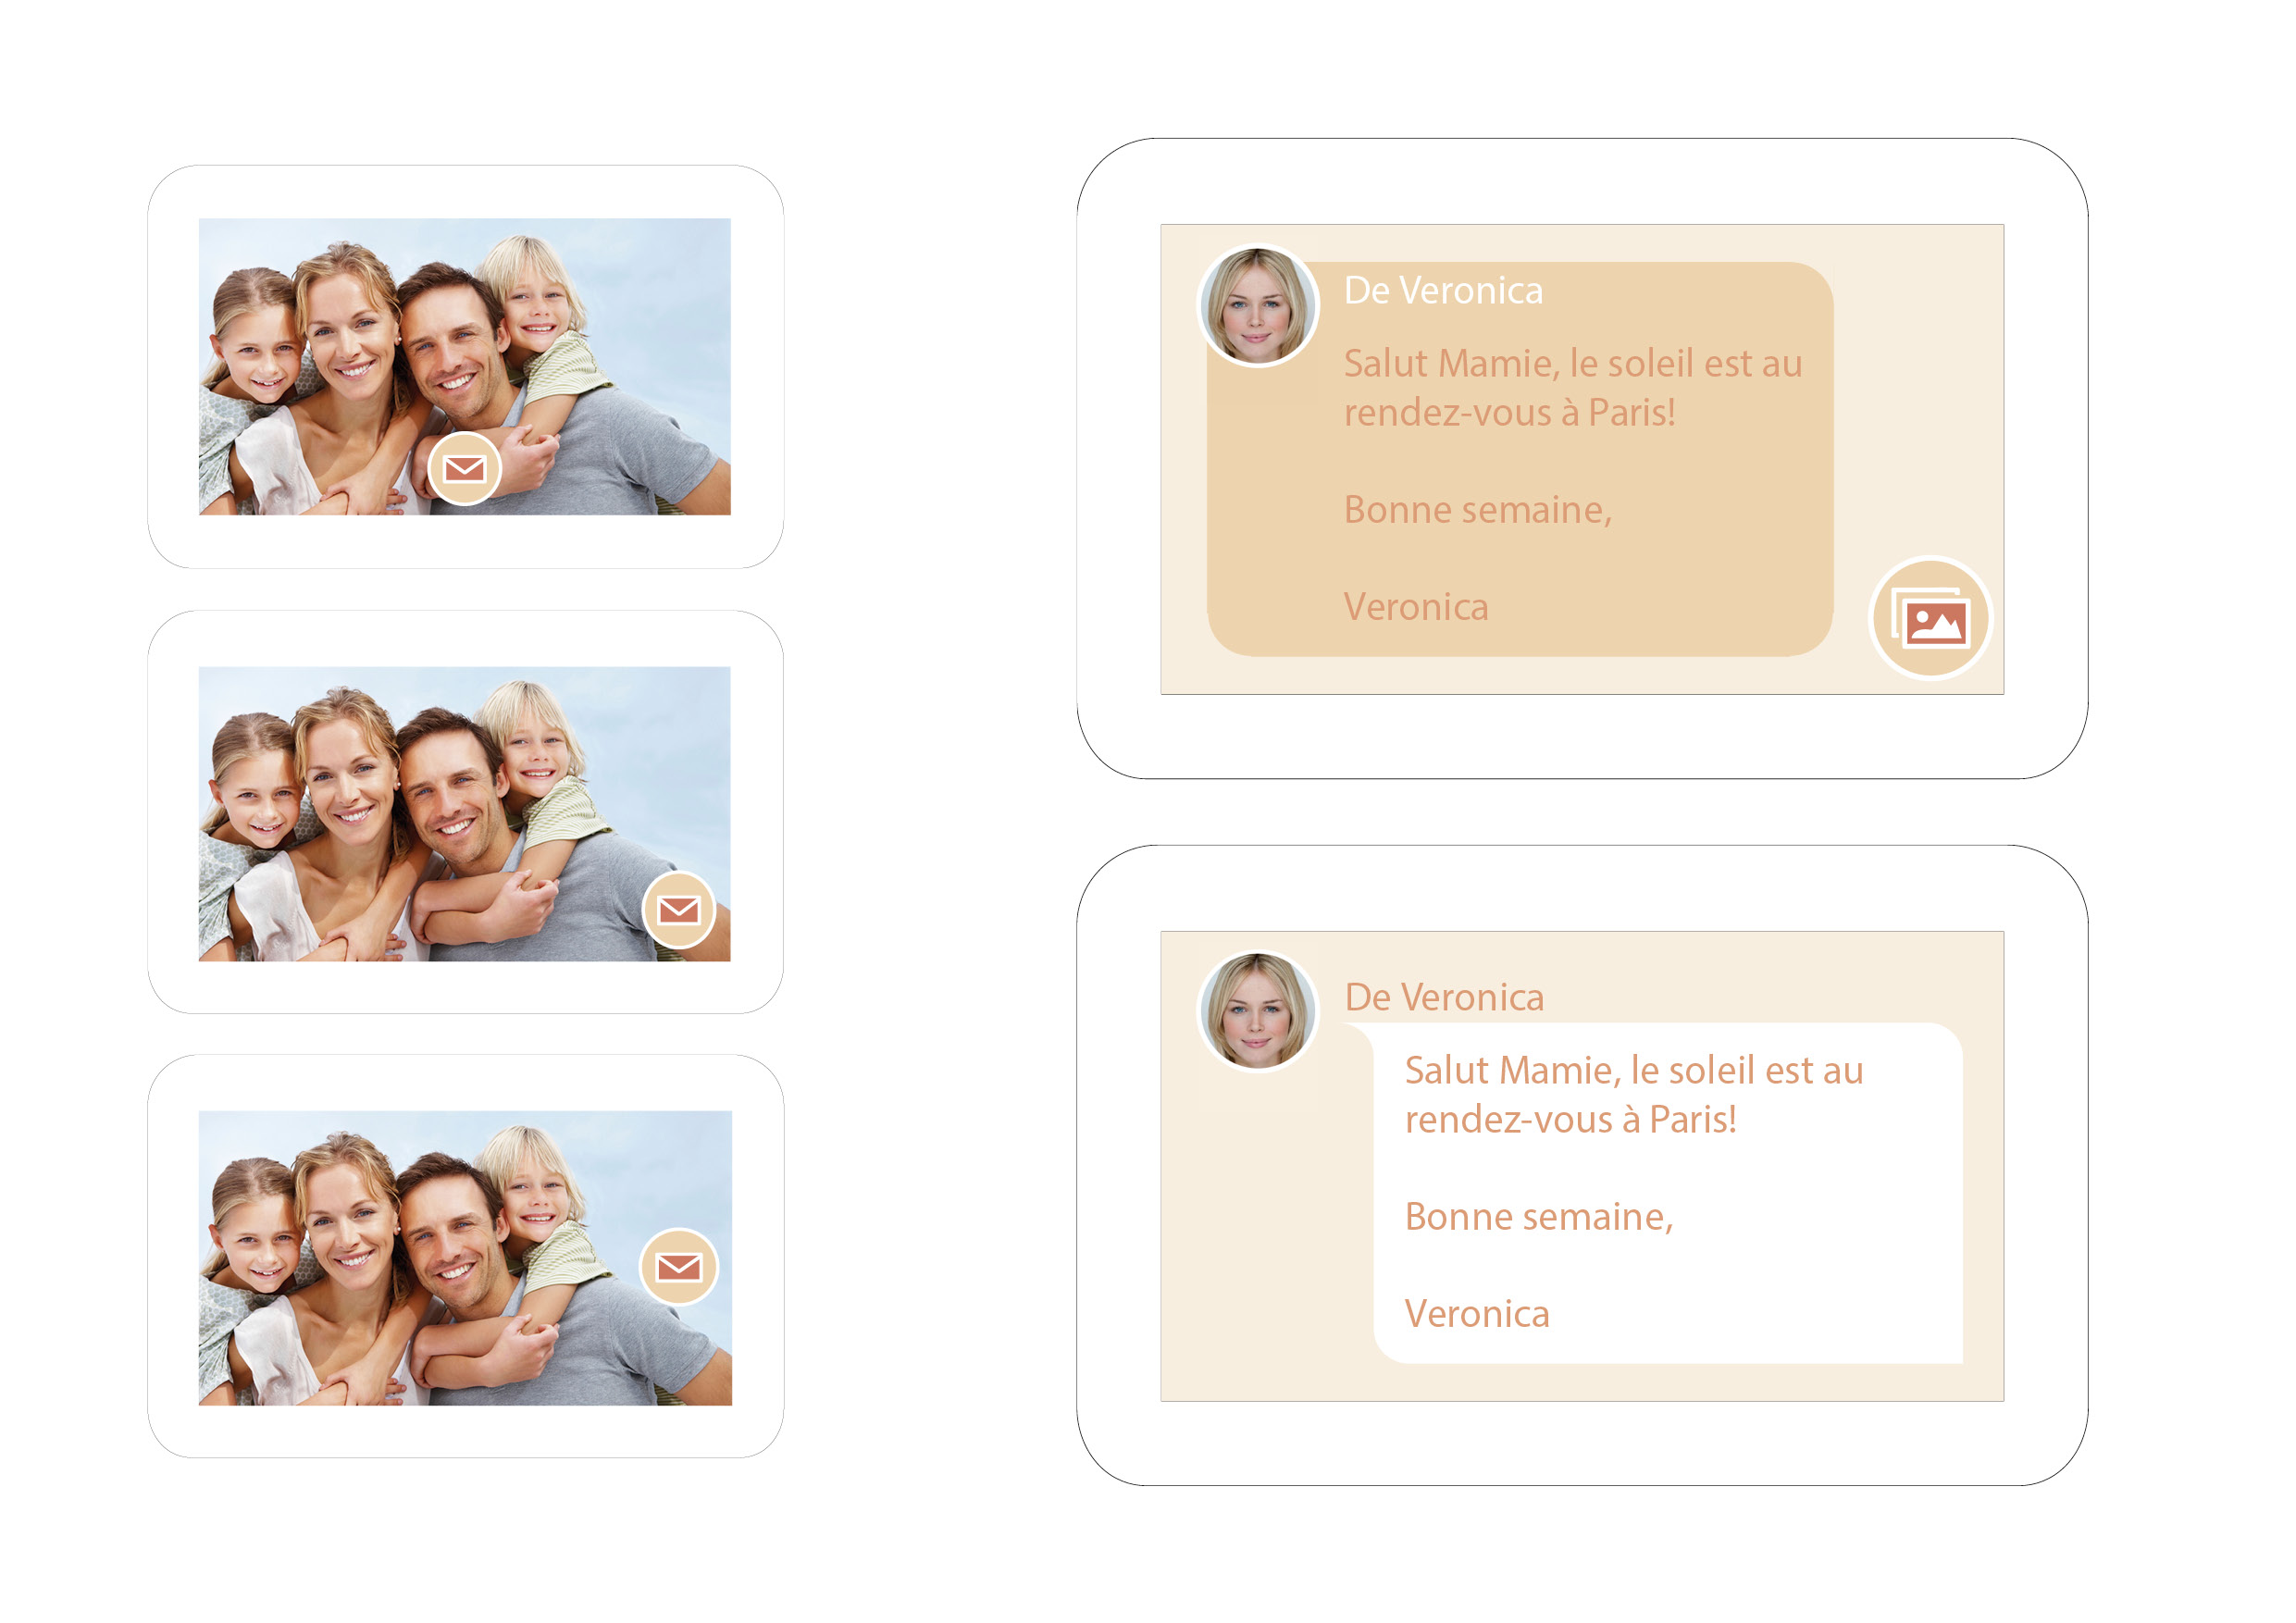 De Veronica
Salut Mamie, le soleil est au
rendez-vous à Paris!
Bonne semaine,
Veronica
De Veronica
Salut Mamie, le soleil est au
rendez-vous à Paris!
Bonne semaine,
Veronica